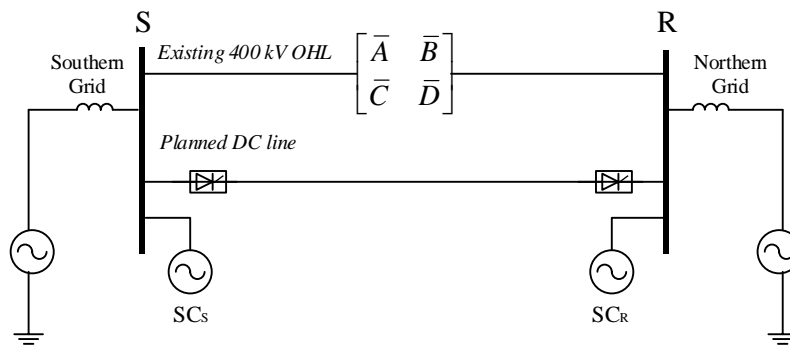 S
R
Existing 400 kV OHL
A̅ B̅
C̅ D̅
Southern
Grid
Northern
Grid
Planned DC line
SCS
SCR